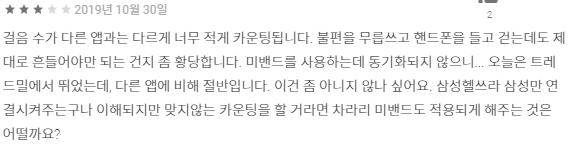 ★★★ 2019년 10월 30일
2
걸음 수가 다른 앱과는 다르게 너무 적게 카운팅됩니다. 불편을 무릅쓰고 핸드폰을 들고 걷는데도 제
대로 흔들어야만 되는 건지 좀 황당합니다. 미밴드를 사용하는데 동기화되지 않으니... 오늘은 트레
드밀에서 뛰었는데, 다른 앱에 비해 절반입니다. 이건 좀 아니지 않나 싶어요. 삼성헬쓰라 삼성만 연
결시켜주는구나 이해되지만 맞지않는 카운팅을 할 거라면 차라리 미밴드도 적용되게 해주는 것은
어떨까요?